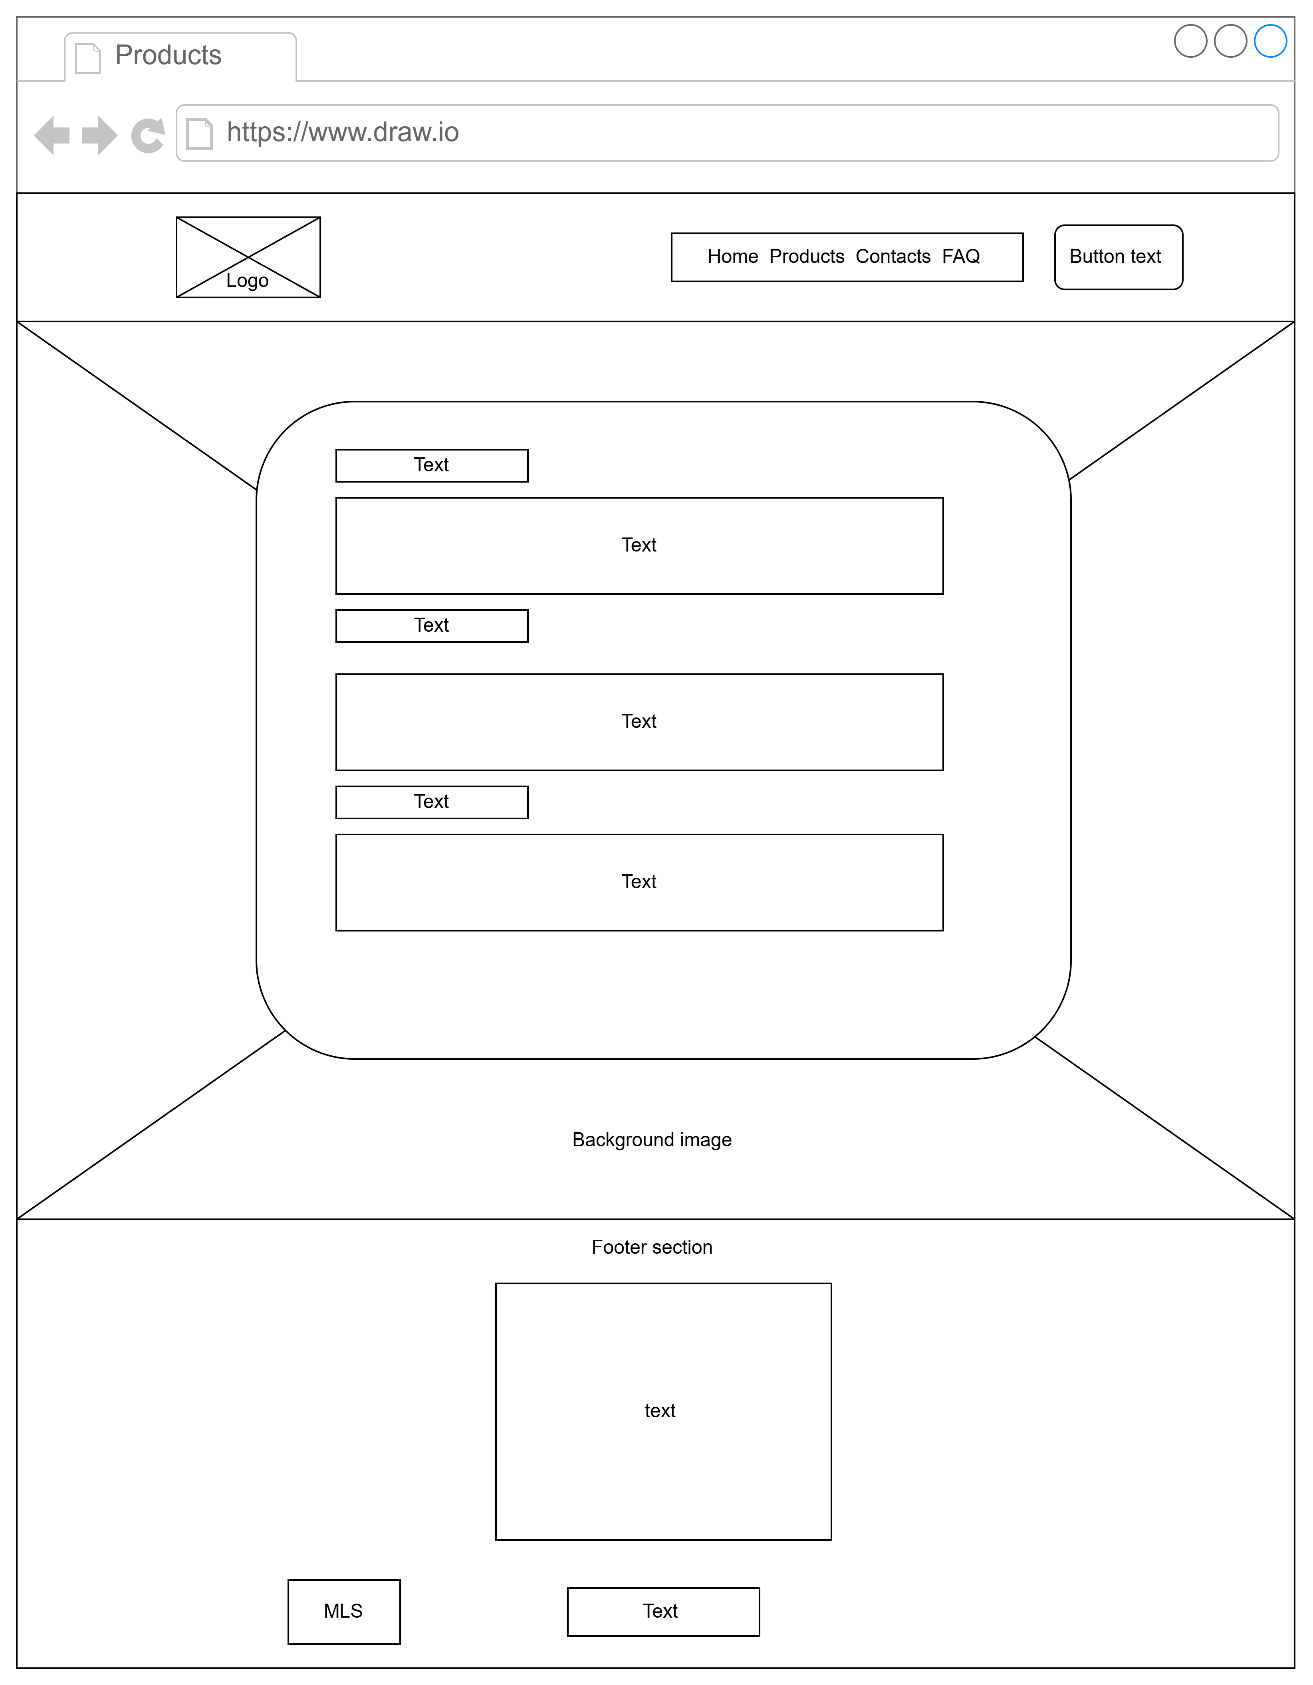 Products
https://www.draw.io
Logo
Home Products Contacts FAQ
Button text
Text
Text
Text
Text
Text
Text
Background image
Footer section
text
MLS
Text